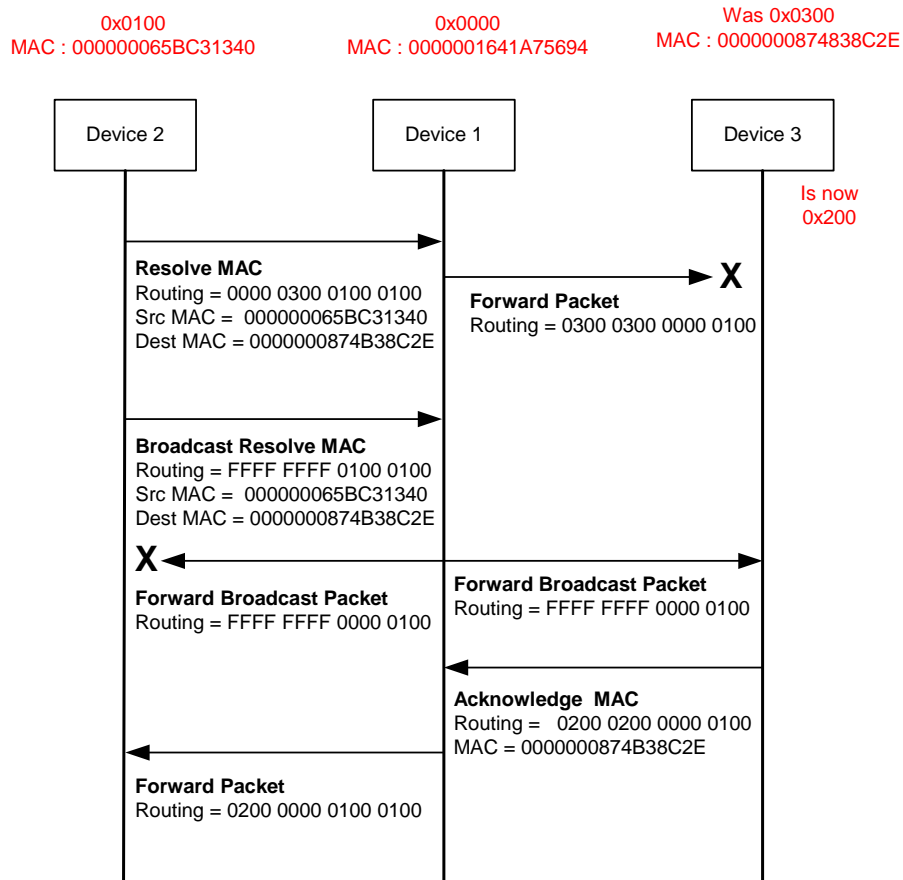 0x0100
MAC : 000000065BC31340
0x0000
MAC : 0000001641A75694
Was 0x0300
MAC : 0000000874838C2E
Device 2
Device 1
Device 3
Is now
0x200
Resolve MAC
Routing = 0000 0300 0100 0100
Src MAC = 000000065BC31340
Dest MAC = 0000000874B38C2E
X
Forward Packet
Routing = 0300 0300 0000 0100
Broadcast Resolve MAC
Routing = FFFF FFFF 0100 0100
Src MAC = 000000065BC31340
Dest MAC = 0000000874B38C2E
X
Forward Broadcast Packet
Routing = FFFF FFFF 0000 0100
Forward Broadcast Packet
Routing = FFFF FFFF 0000 0100
Acknowledge MAC
Routing = 0200 0200 0000 0100
MAC = 0000000874B38C2E
Forward Packet
Routing = 0200 0000 0100 0100